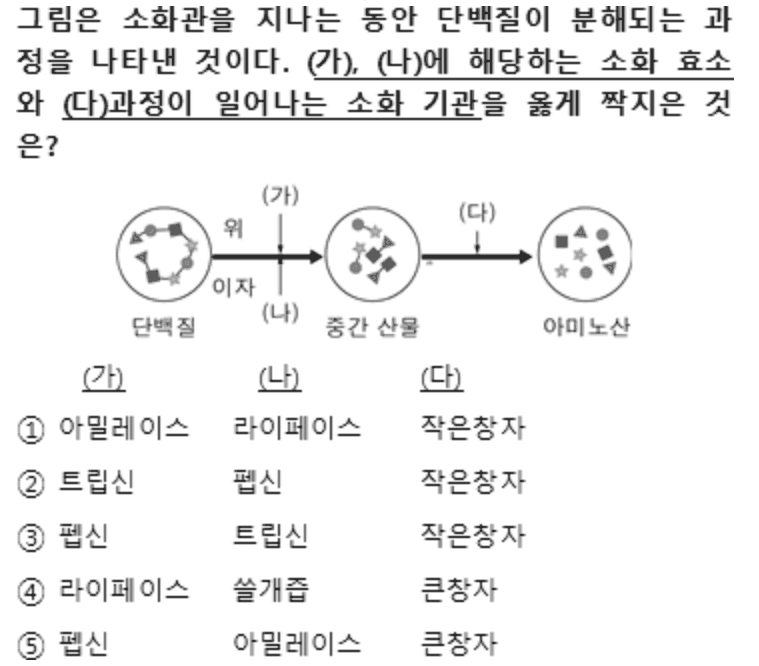 그림은 소화관을 지나는 동안 단백질이 분해되는 과
정을 나타낸 것이다. (가), (나)에 해당하는 소화 효소
와 (다)과정이 일어나는 소화 기관을 옳게 짝지은 것
은?
(가)
(다)
위
이자
(나)
단백질 중간 산물 아미노산
(가) (나) (다)
① 아밀레이스 라이페이스 작은창자
② 트립신 펩신 작은창자
③ 펩신 트립신 작은창자
④ 라이페이스 쓸개즙 큰창자
⑤ 펩신 아밀레이스 큰창자